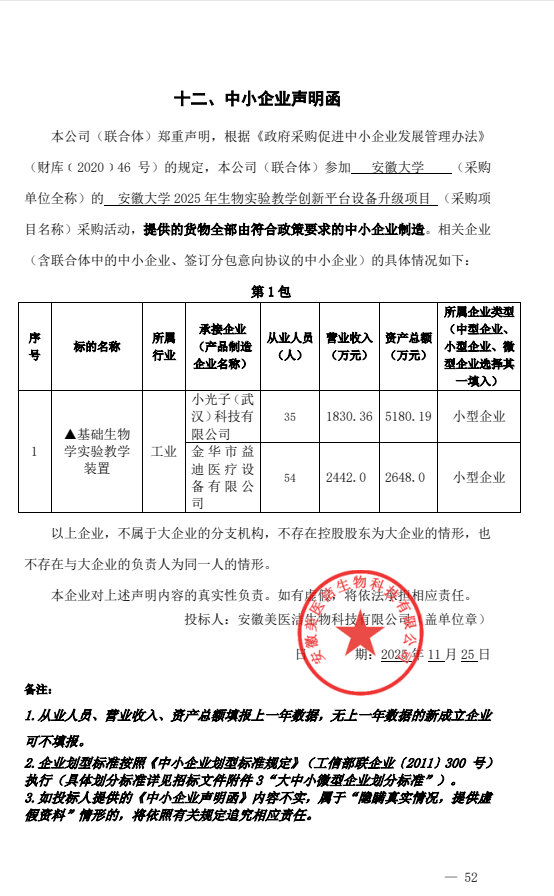 十二、中小企业声明函
本公司（联合体）郑重声明，根据《政府采购促进中小企业发展管理办法》
（财库﹝2020﹞46 号）的规定，本公司（联合体）参加 安徽大学 （采购
单位全称）的 安徽大学 2025 年生物实验教学创新平台设备升级项目 （采购项
目名称）采购活动，提供的货物全部由符合政策要求的中小企业制造。相关企业
（含联合体中的中小企业、签订分包意向协议的中小企业）的具体情况如下：
第 1 包
序号 标的名称 所属行业 承接企业（产品制造企业名称） 从业人员（人） 营业收入（万元） 资产总额（万元） 所属企业类型（中型企业、小型企业、微型企业选择其一填入）
1 ▲基础生物学实验教学装置 工业 小光子（武汉）科技有限公司 35 1830.36 5180.19 小型企业
金华市益迪医疗设备有限公司 54 2442.0 2648.0 小型企业
以上企业，不属于大企业的分支机构，不存在控股股东为大企业的情形，也
不存在与大企业的负责人为同一人的情形。
本企业对上述声明内容的真实性负责。如有虚假，将依法承担相应责任。
投标人：安徽美医洁生物科技有限公司（盖单位章）
日 期：2025 年 11 月 25 日
安徽美医洁生物科技有限公司
备注：
1.从业人员、营业收入、资产总额填报上一年数据，无上一年数据的新成立企业
可不填报。
2.企业划型标准按照《中小企业划型标准规定》（工信部联企业〔2011〕300 号）
执行（具体划分标准详见招标文件附件 3“大中小微型企业划分标准”）。
3.如投标人提供的《中小企业声明函》内容不实，属于“隐瞒真实情况，提供虚
假资料”情形的，将依照有关规定追究相应责任。
— 52